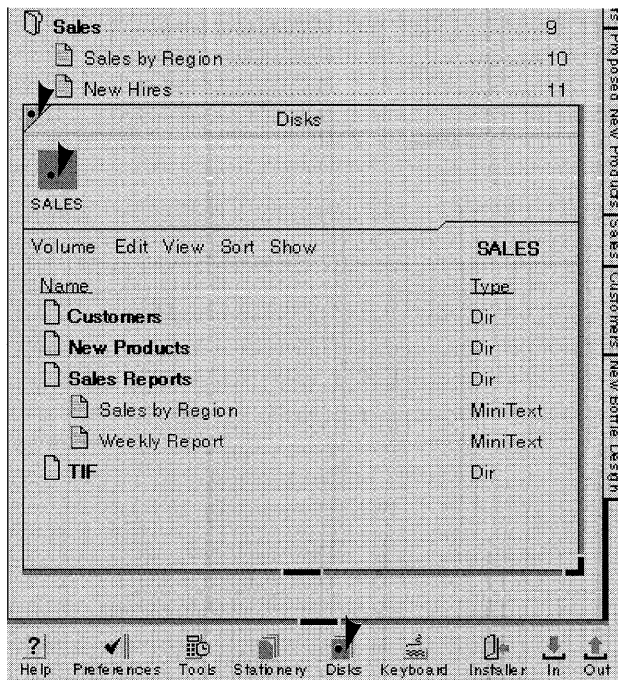 Sales 9
Sales by Region 10
New Hires 11
Disks
SALES
Volume Edit View Sort Show SALES
Name Type
Customers Dir
New Products Dir
Sales Reports Dir
Sales by Region MiniText
Weekly Report MiniText
TIF Dir
? Help Preferences Tools Stationery Disks Keyboard Installer In Out
Proposed New Products
Sales
Customers
New Bottle Design